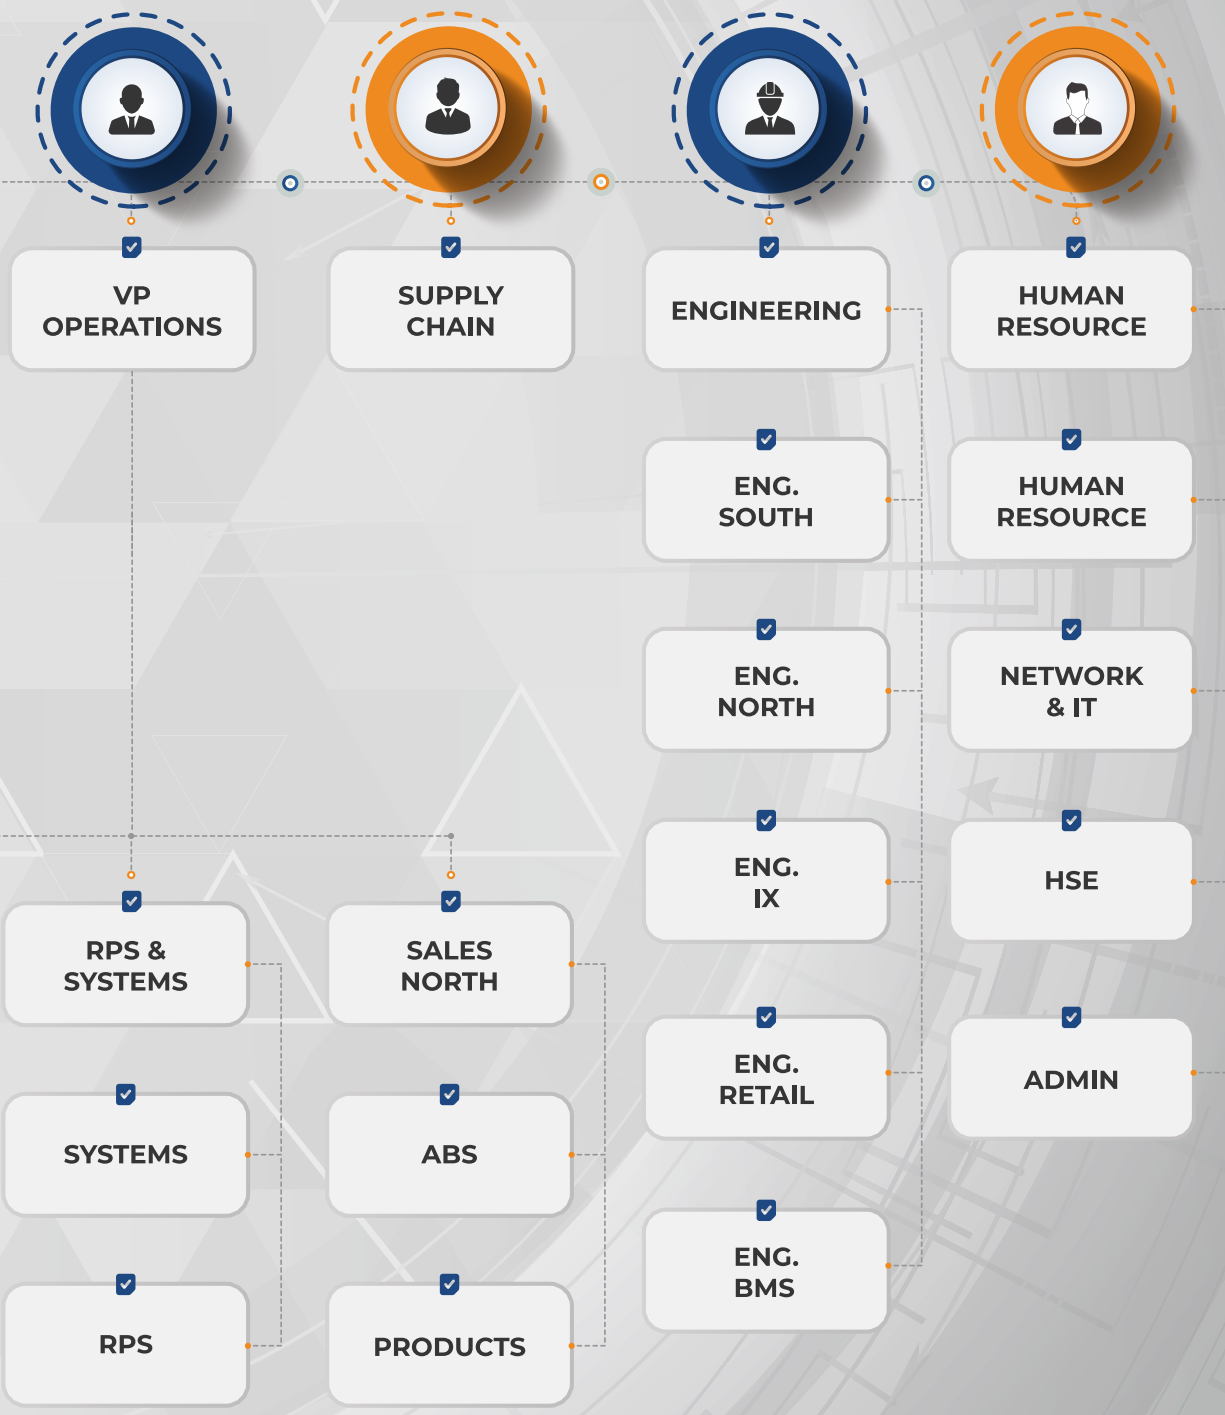 VP
OPERATIONS
SUPPLY
CHAIN
ENGINEERING
HUMAN
RESOURCE
ENG.
SOUTH
HUMAN
RESOURCE
ENG.
NORTH
NETWORK
& IT
ENG.
IX
HSE
RPS &
SYSTEMS
SALES
NORTH
ENG.
RETAIL
ADMIN
SYSTEMS
ABS
ENG.
BMS
RPS
PRODUCTS